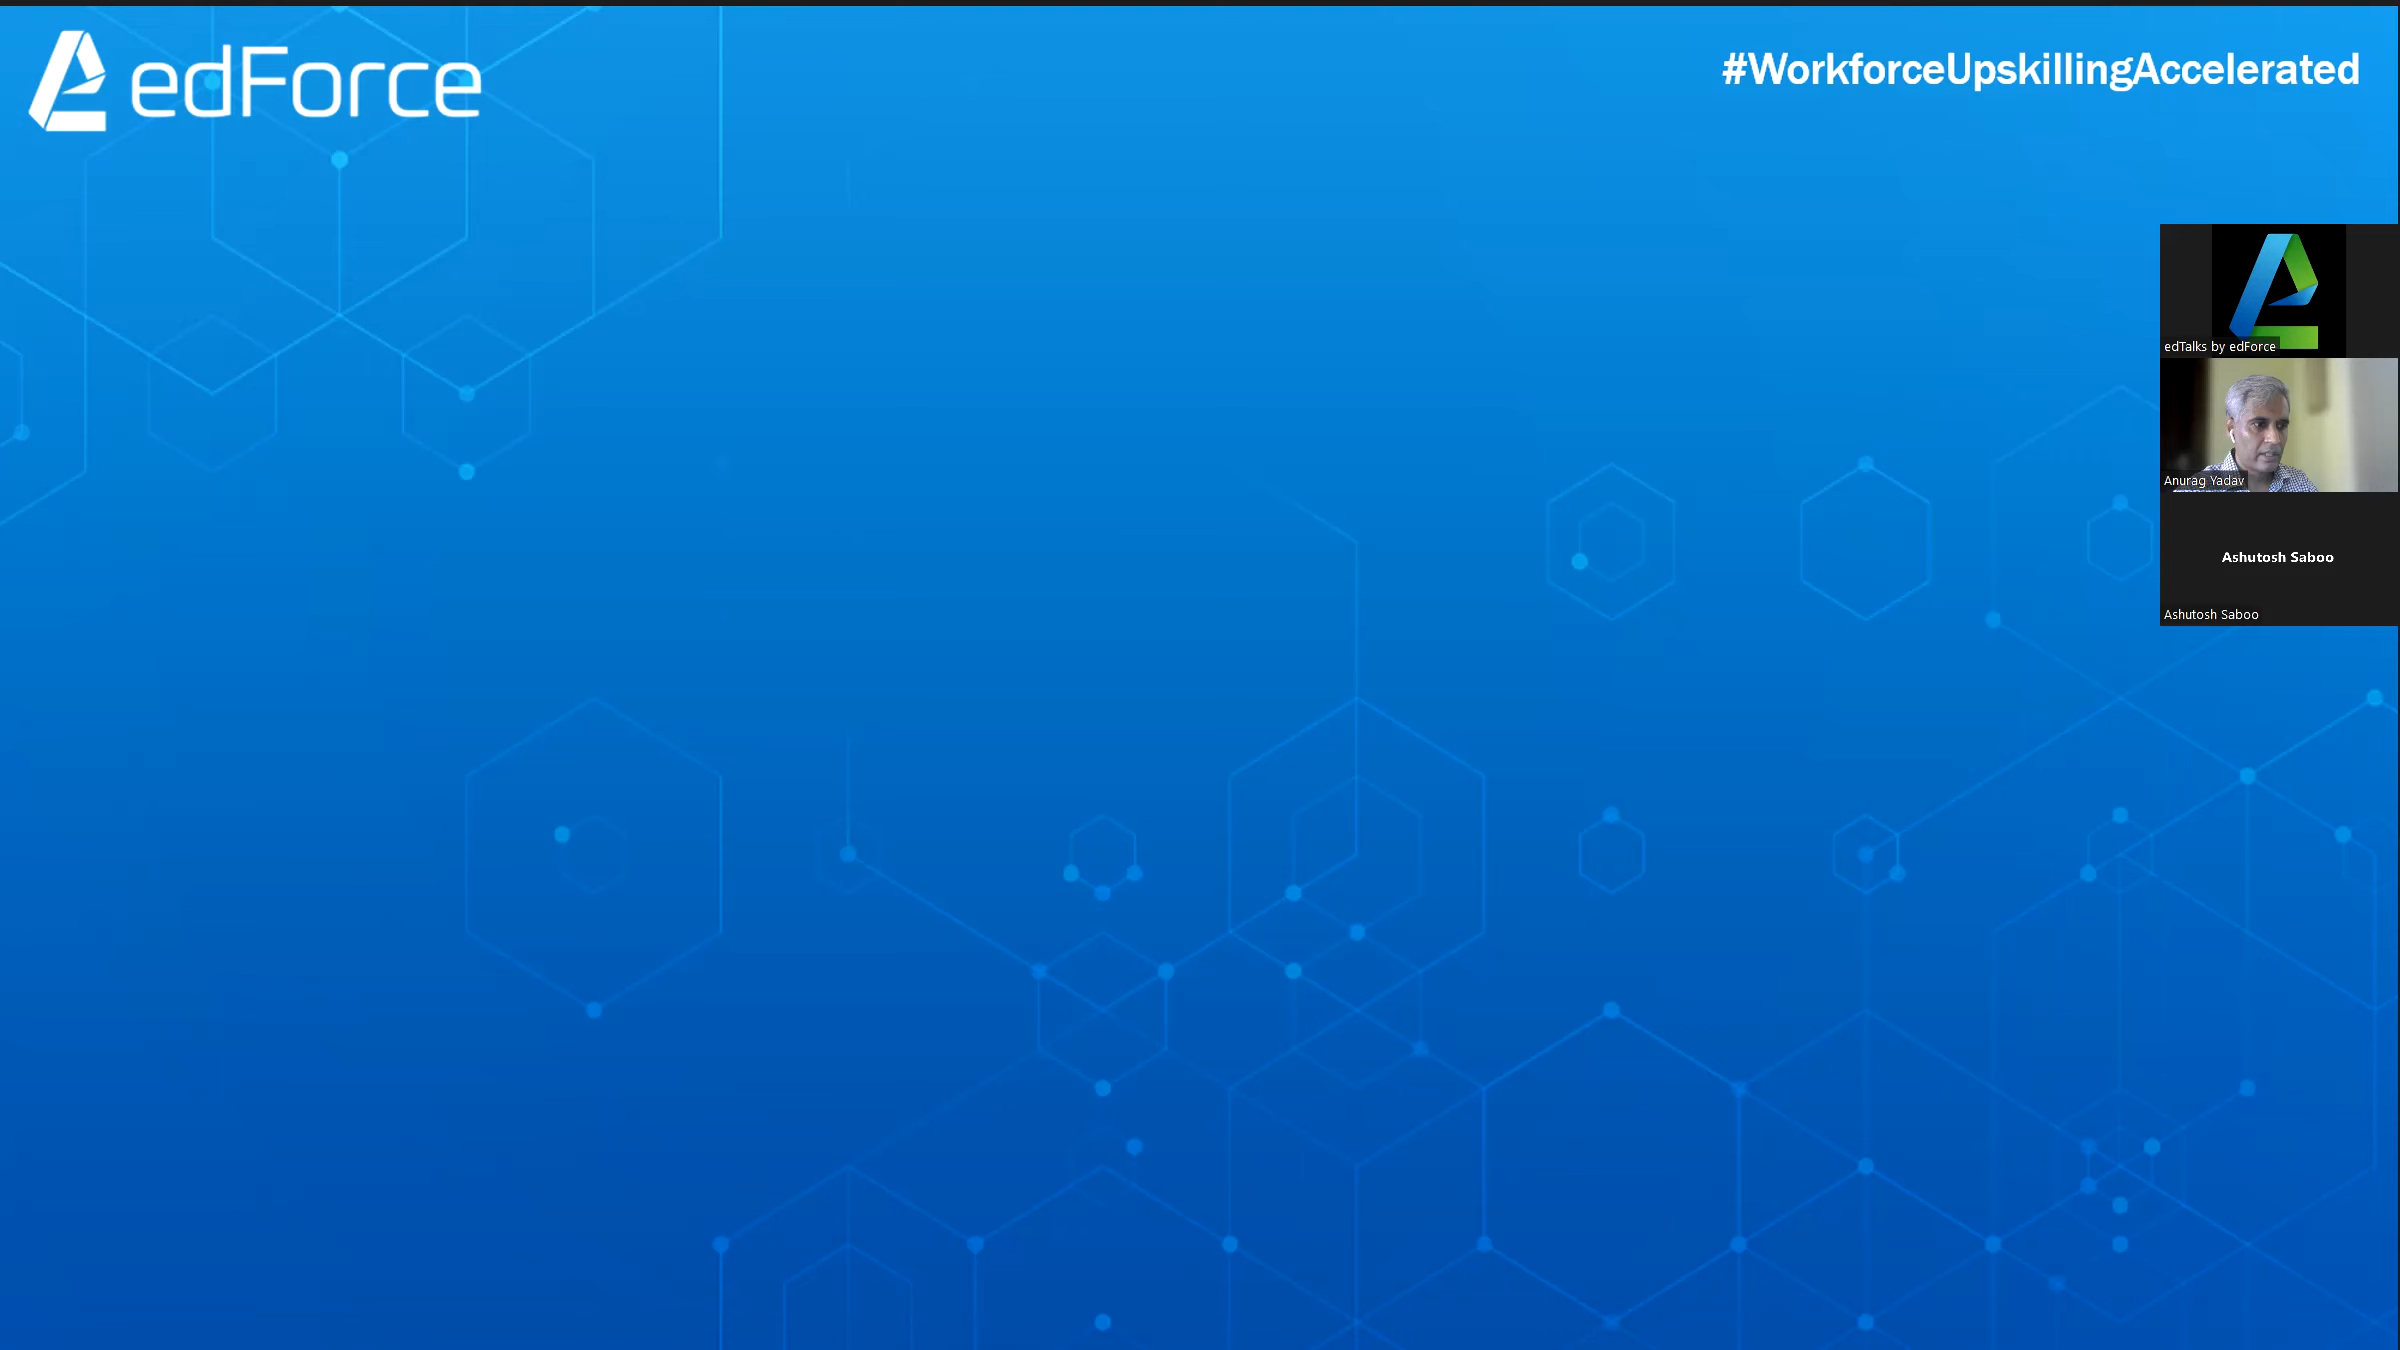 edForce
#WorkforceUpskillingAccelerated
edTalks by edForce
Anurag Yadav
Ashutosh Saboo
Ashutosh Saboo